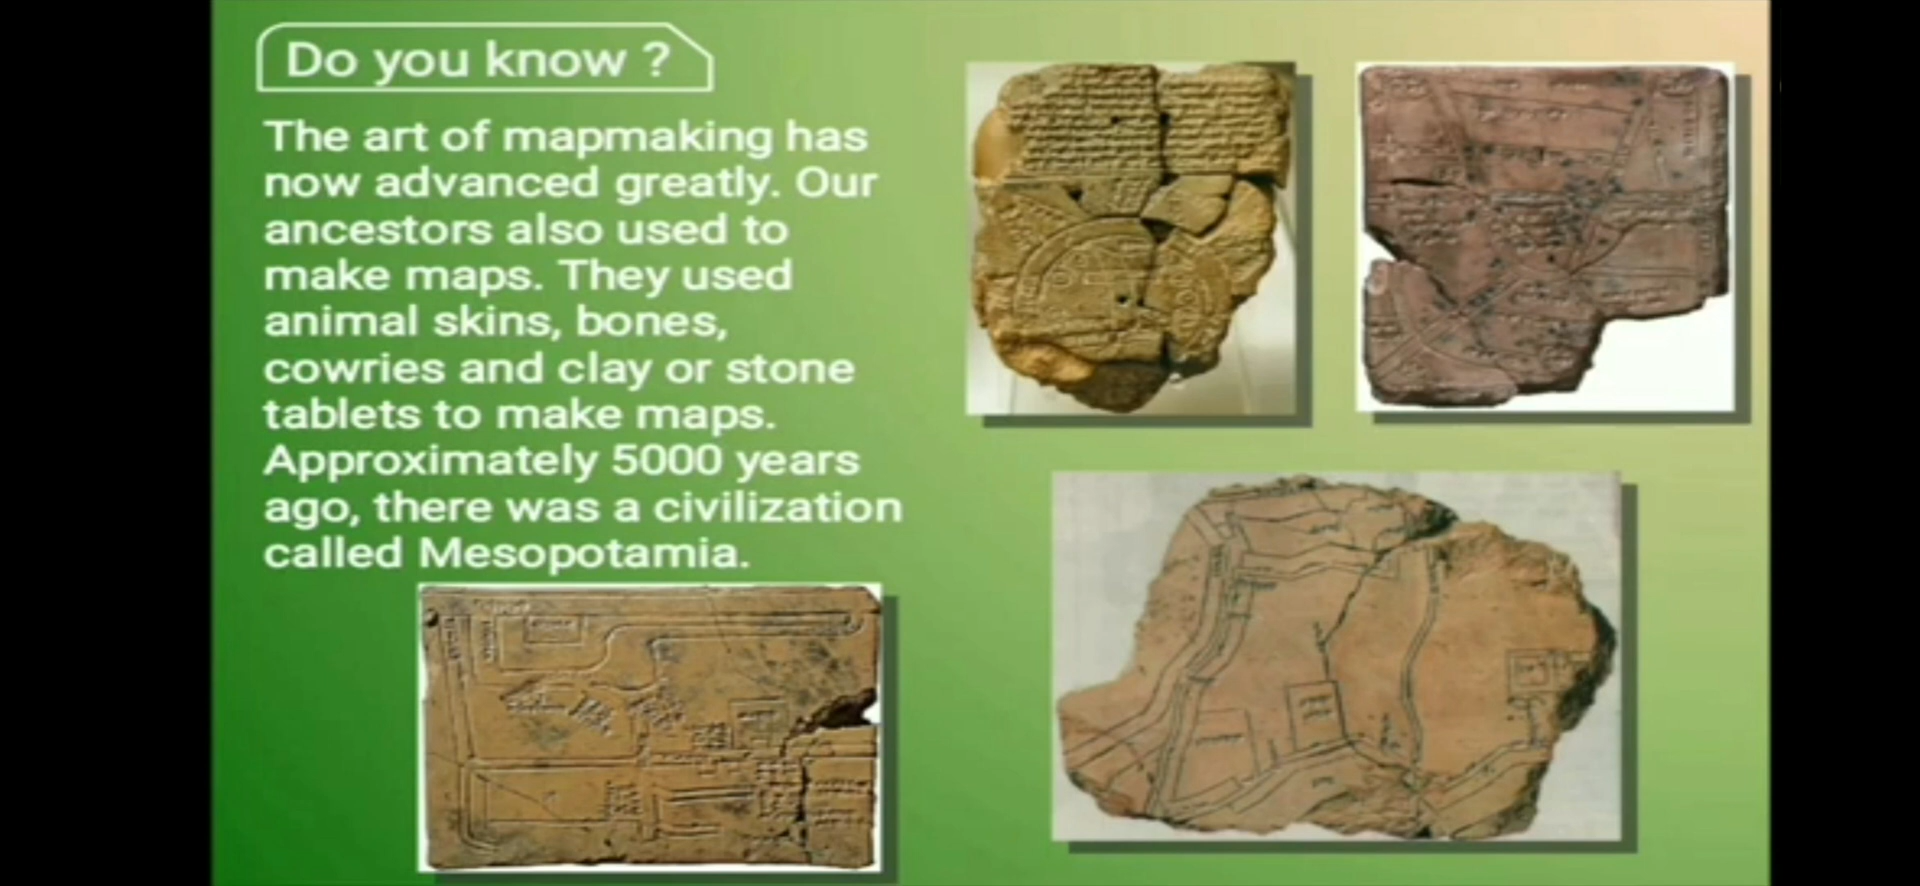 Do you know ?
The art of mapmaking has
now advanced greatly. Our
ancestors also used to
make maps. They used
animal skins, bones,
cowries and clay or stone
tablets to make maps.
Approximately 5000 years
ago, there was a civilization
called Mesopotamia.